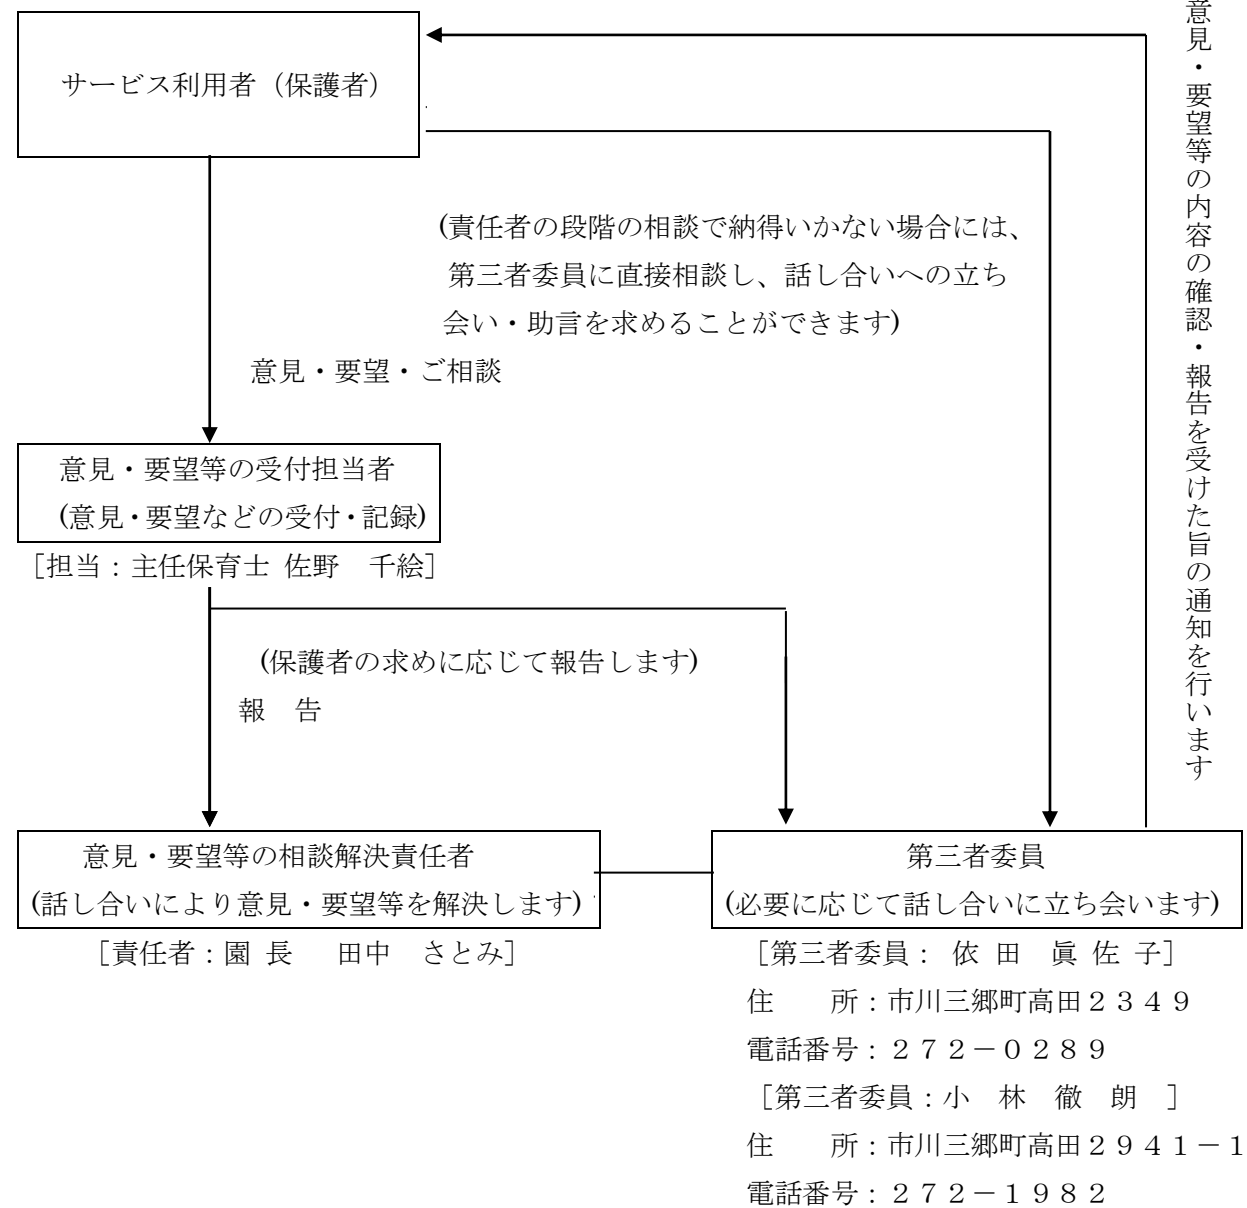 サービス利用者（保護者）
意見・要望等の内容の確認・報告を受けた旨の通知を行います
(責任者の段階の相談で納得いかない場合には、
第三者委員に直接相談し、話し合いへの立ち
会い・助言を求めることができます)
意見・要望・ご相談
意見・要望等の受付担当者
(意見・要望などの受付・記録)
［担当：主任保育士 佐野　千絵］
(保護者の求めに応じて報告します)
報　告
意見・要望等の相談解決責任者
(話し合いにより意見・要望等を解決します)
［責任者：園 長　 田中　さとみ］
第三者委員
(必要に応じて話し合いに立ち会います)
［第三者委員： 依 田　眞 佐 子］
住　　所：市川三郷町高田２３４９
電話番号：２７２－０２８９
［第三者委員：小　林　徹　朗　］
住　　所：市川三郷町高田２９４１－１
電話番号：２７２－１９８２